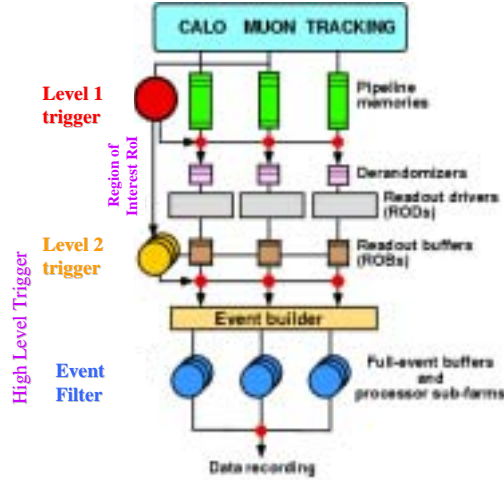 CALO MUON TRACKING
Level 1
trigger
Pipeline
memories
Region of
Interest RoI
Derandomizers
Readout drivers
(RODs)
Level 2
trigger
Readout buffers
(ROBs)
High Level Trigger
Event builder
Event
Filter
Full-event buffers
and
processor sub-farms
Data recording